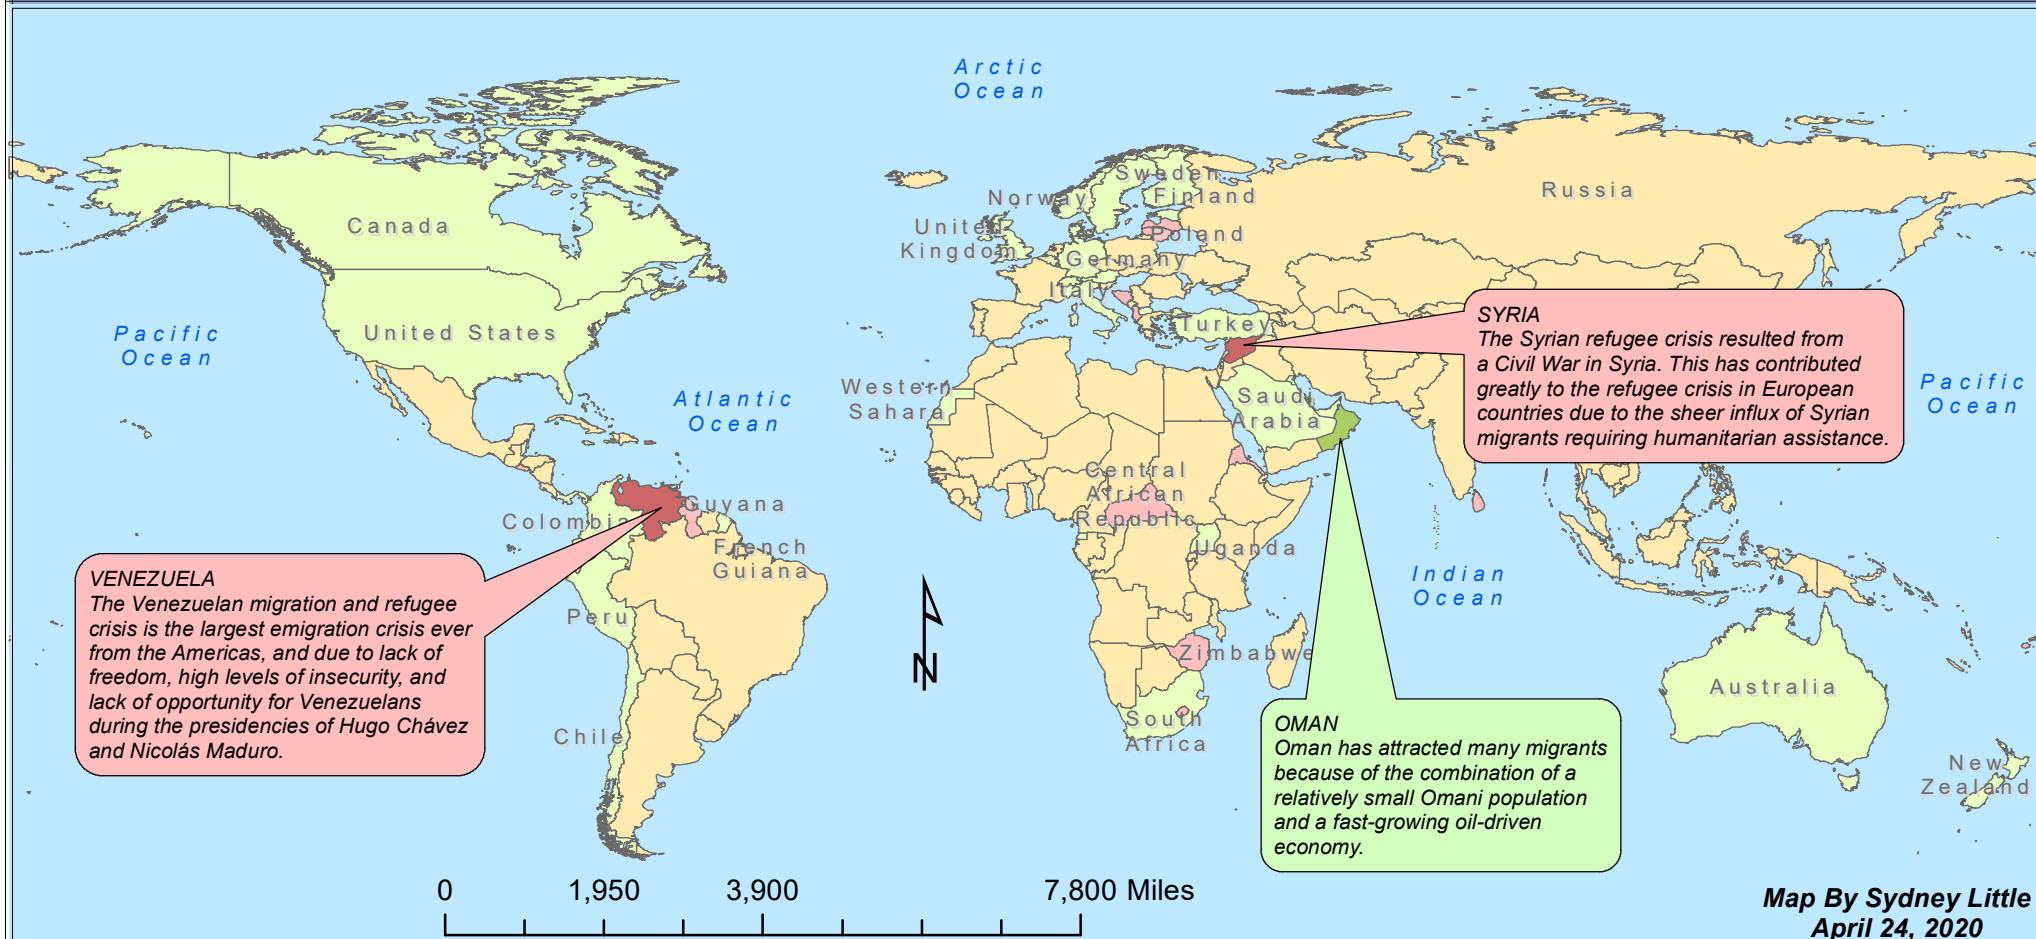 Arctic
Ocean
Sweden
Norway
Finland
Russia
Canada
United
Kingdom
Poland
Germany
Italy
Pacific
Ocean
United States
Turkey
SYRIA
The Syrian refugee crisis resulted from
a Civil War in Syria. This has contributed
greatly to the refugee crisis in European
countries due to the sheer influx of Syrian
migrants requiring humanitarian assistance.
Pacific
Ocean
Atlantic
Ocean
Western
Sahara
Saudi
Arabia
Central
African
Republic
Guyana
Colombia
French
Guiana
Uganda
Indian
Ocean
VENEZUELA
The Venezuelan migration and refugee
crisis is the largest emigration crisis ever
from the Americas, and due to lack of
freedom, high levels of insecurity, and
lack of opportunity for Venezuelans
during the presidencies of Hugo Chávez
and Nicolás Maduro.
Peru
N
Zimbabwe
Australia
Chile
South
Africa
OMAN
Oman has attracted many migrants
because of the combination of a
relatively small Omani population
and a fast-growing oil-driven
economy.
New
Zealand
0 1,950 3,900 7,800 Miles
Map By Sydney Little
April 24, 2020